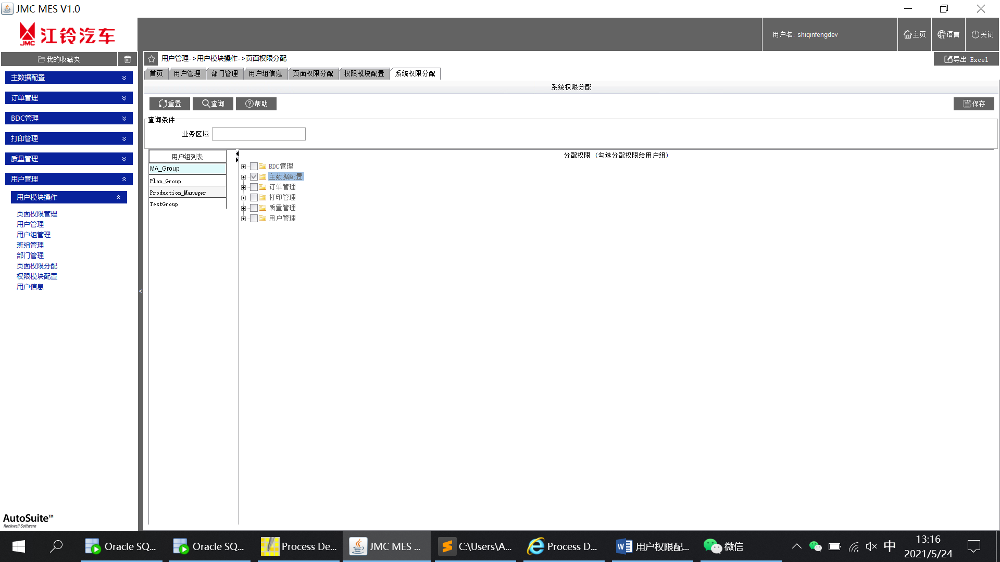 JMC MES V1.0
JMC 江铃汽车
用户名: shiqinfengdev
主页
语言
关闭
我的收藏夹
用户管理->用户模块操作->页面权限分配
导出 Excel
首页 用户管理 部门管理 用户组信息 页面权限分配 权限模块配置 系统权限分配
系统权限分配
重置 查询 帮助 保存
查询条件
业务区域
主数据配置
订单管理
BDC管理
打印管理
质量管理
用户管理
用户模块操作
页面权限管理
用户管理
用户组管理
班组管理
部门管理
页面权限分配
权限模块配置
用户信息
用户组列表
MA_Group
Plan_Group
Production_Manager
TestGroup
分配权限 (勾选分配权限给用户组)
BDC管理
主数据配置
订单管理
打印管理
质量管理
用户管理
<
AutoSuite™
Rockwell Software
Oracle SQ...
Oracle SQ...
Process De...
JMC MES ...
C:\Users\A...
Process D...
用户权限配...
微信
中
13:16
2021/5/24